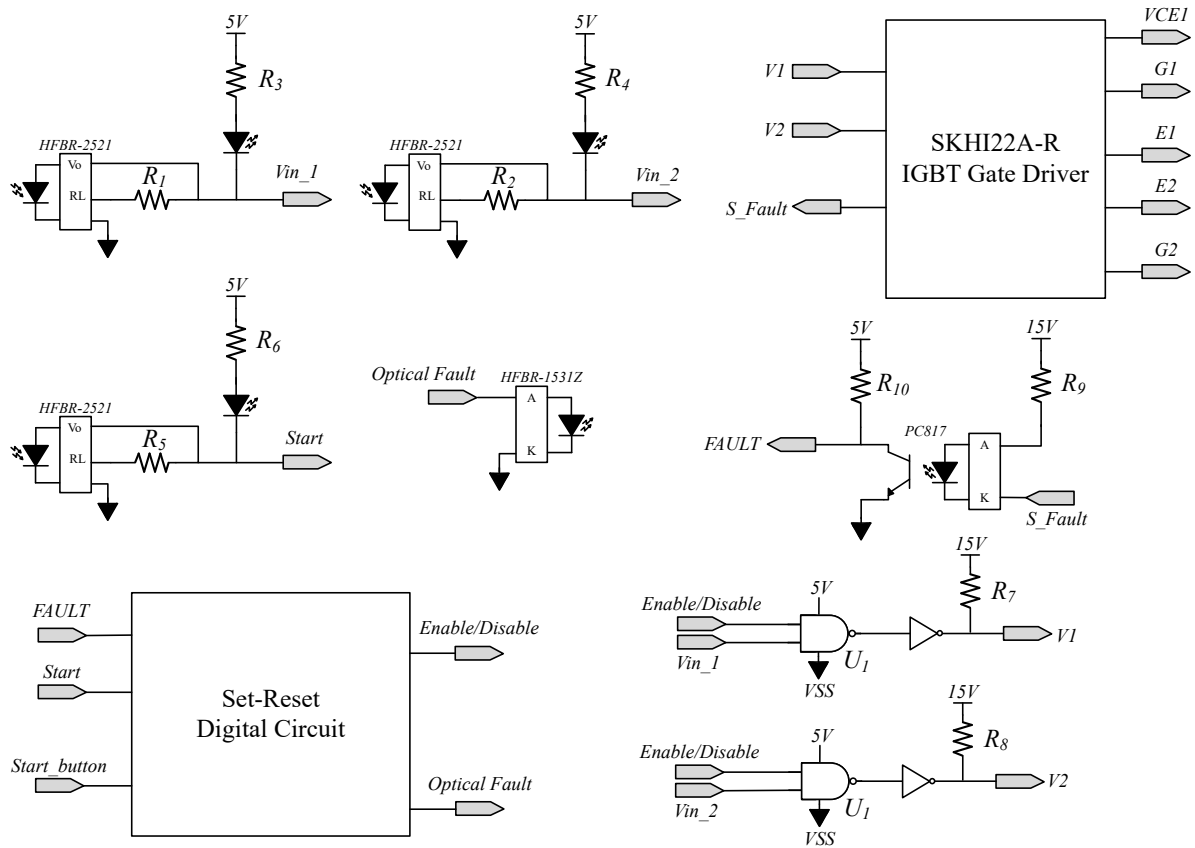 5V
R3
HFBR-2521
Vo
RL
R1
Vin_1
5V
R4
HFBR-2521
Vo
RL
R2
Vin_2
V1
V2
S_Fault
SKHI22A-R
IGBT Gate Driver
VCE1
G1
E1
E2
G2
5V
R6
HFBR-2521
Vo
RL
R5
Start
Optical Fault
HFBR-1531Z
A
K
5V
15V
R10
R9
FAULT
PC817
A
K
S_Fault
FAULT
Start
Start_button
Set-Reset
Digital Circuit
Enable/Disable
Optical Fault
15V
R7
Enable/Disable
5V
Vin_1
U1
V1
VSS
15V
R8
Enable/Disable
5V
Vin_2
U1
V2
VSS